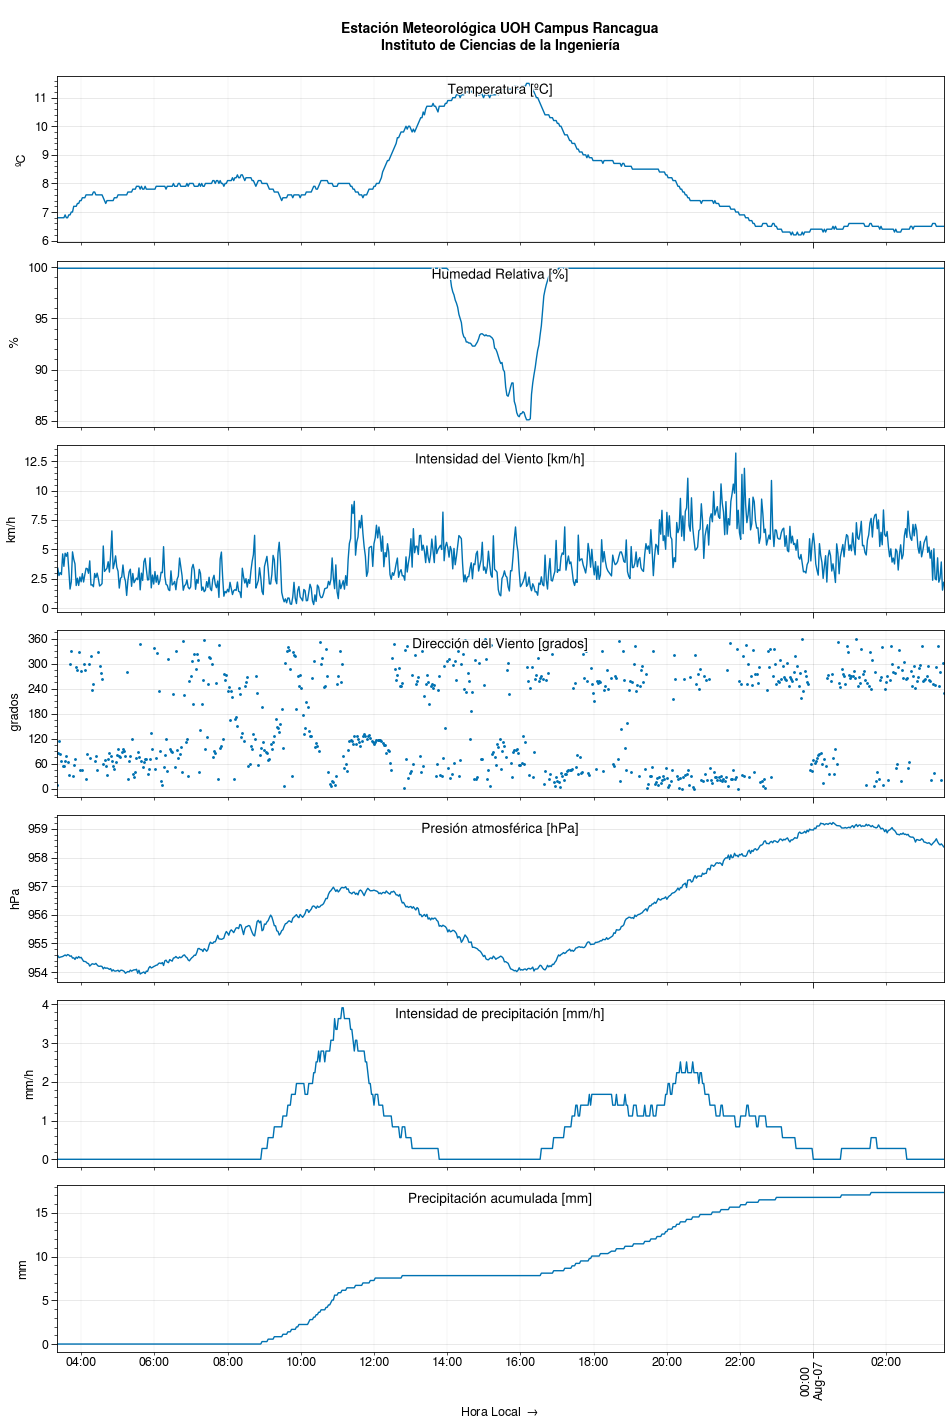 Estación Meteorológica UOH Campus Rancagua
Instituto de Ciencias de la Ingeniería
Temperatura [ºC]
ºC
11
10
9
8
7
6
Humedad Relativa [%]
%
100
95
90
85
Intensidad del Viento [km/h]
km/h
12.5
10
7.5
5
2.5
0
Dirección del Viento [grados]
grados
360
300
240
180
120
60
0
Presión atmosférica [hPa]
hPa
959
958
957
956
955
954
Intensidad de precipitación [mm/h]
mm/h
4
3
2
1
0
Precipitación acumulada [mm]
mm
15
10
5
0
04:00 06:00 08:00 10:00 12:00 14:00 16:00 18:00 20:00 22:00 00:00 02:00
Aug-07
Hora Local →